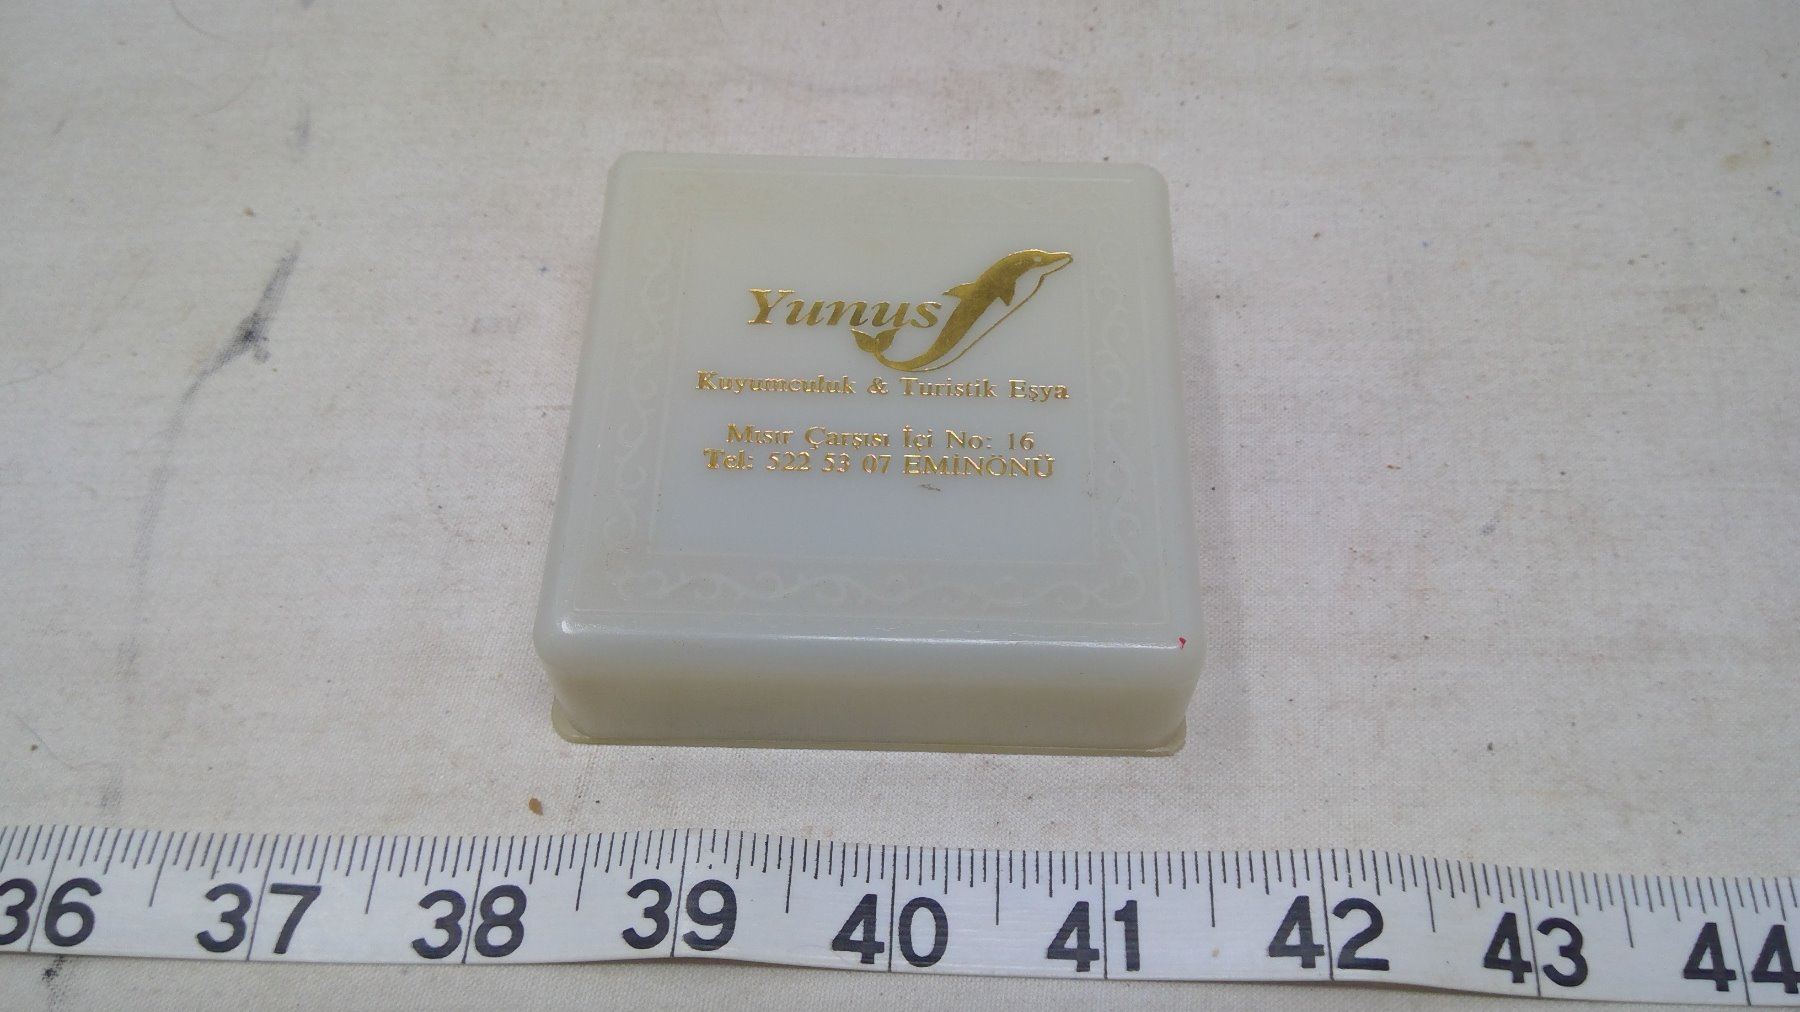 Yunus
Kuyumculuk & Turistik Eşya
Mısır Çarşısı İçi No: 16
Tel: 522 53 07 EMİNÖNÜ
36 37 38 39 40 41 42 43 44